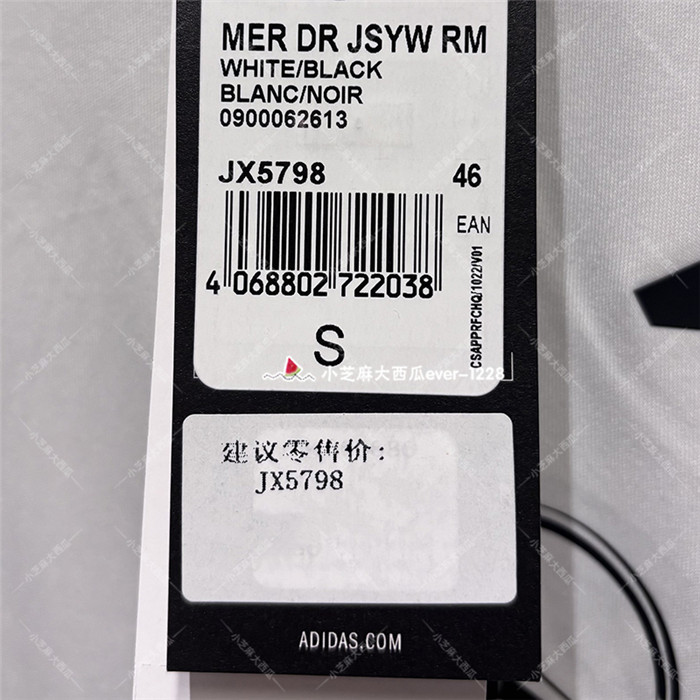 MER DR JSYW RM
WHITE/BLACK
BLANC/NOIR
0900062613
JX5798 46
EAN
4 068802 722038
CSAPPRFCHQ/1022/V01
S
小芝麻大西瓜ever-1228
建议零售价:
JX5798
ADIDAS.COM